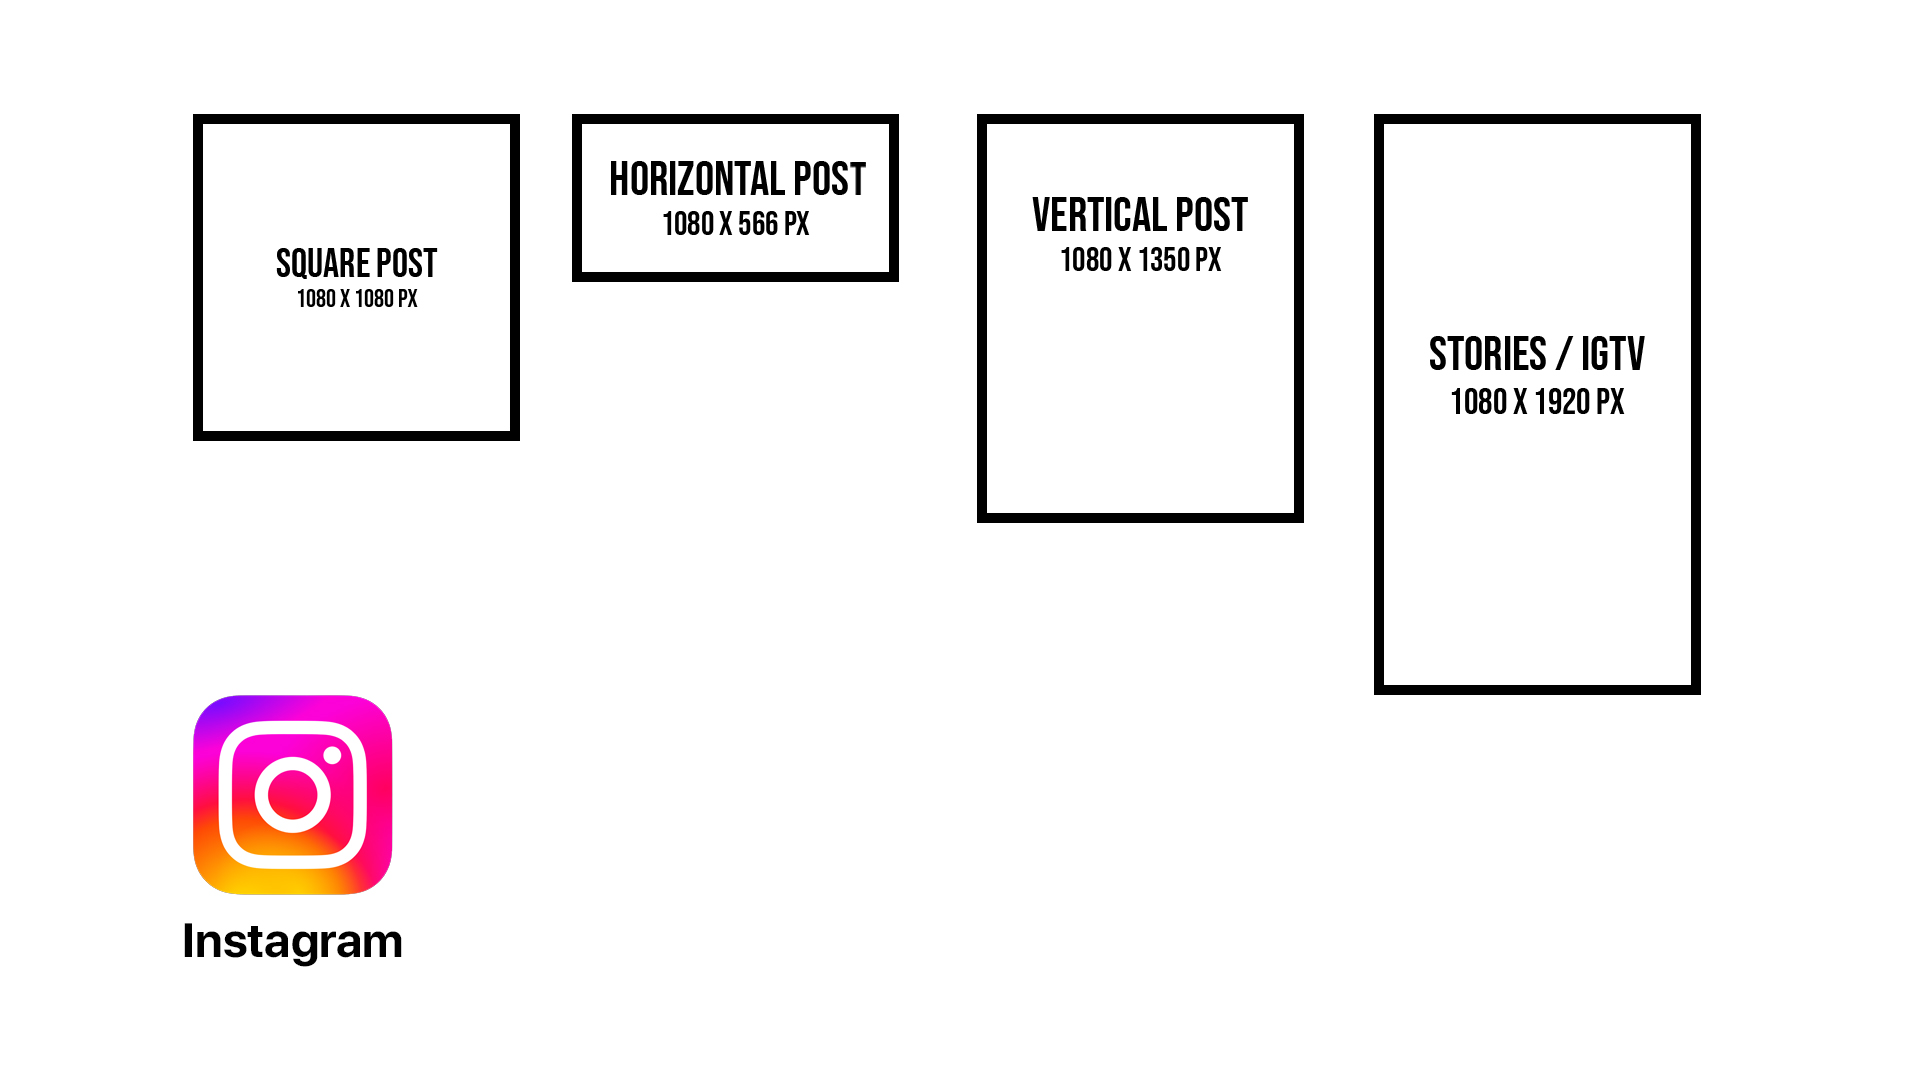 SQUARE POST
1080 X 1080 PX
HORIZONTAL POST
1080 X 566 PX
VERTICAL POST
1080 X 1350 PX
STORIES / IGTV
1080 X 1920 PX
Instagram